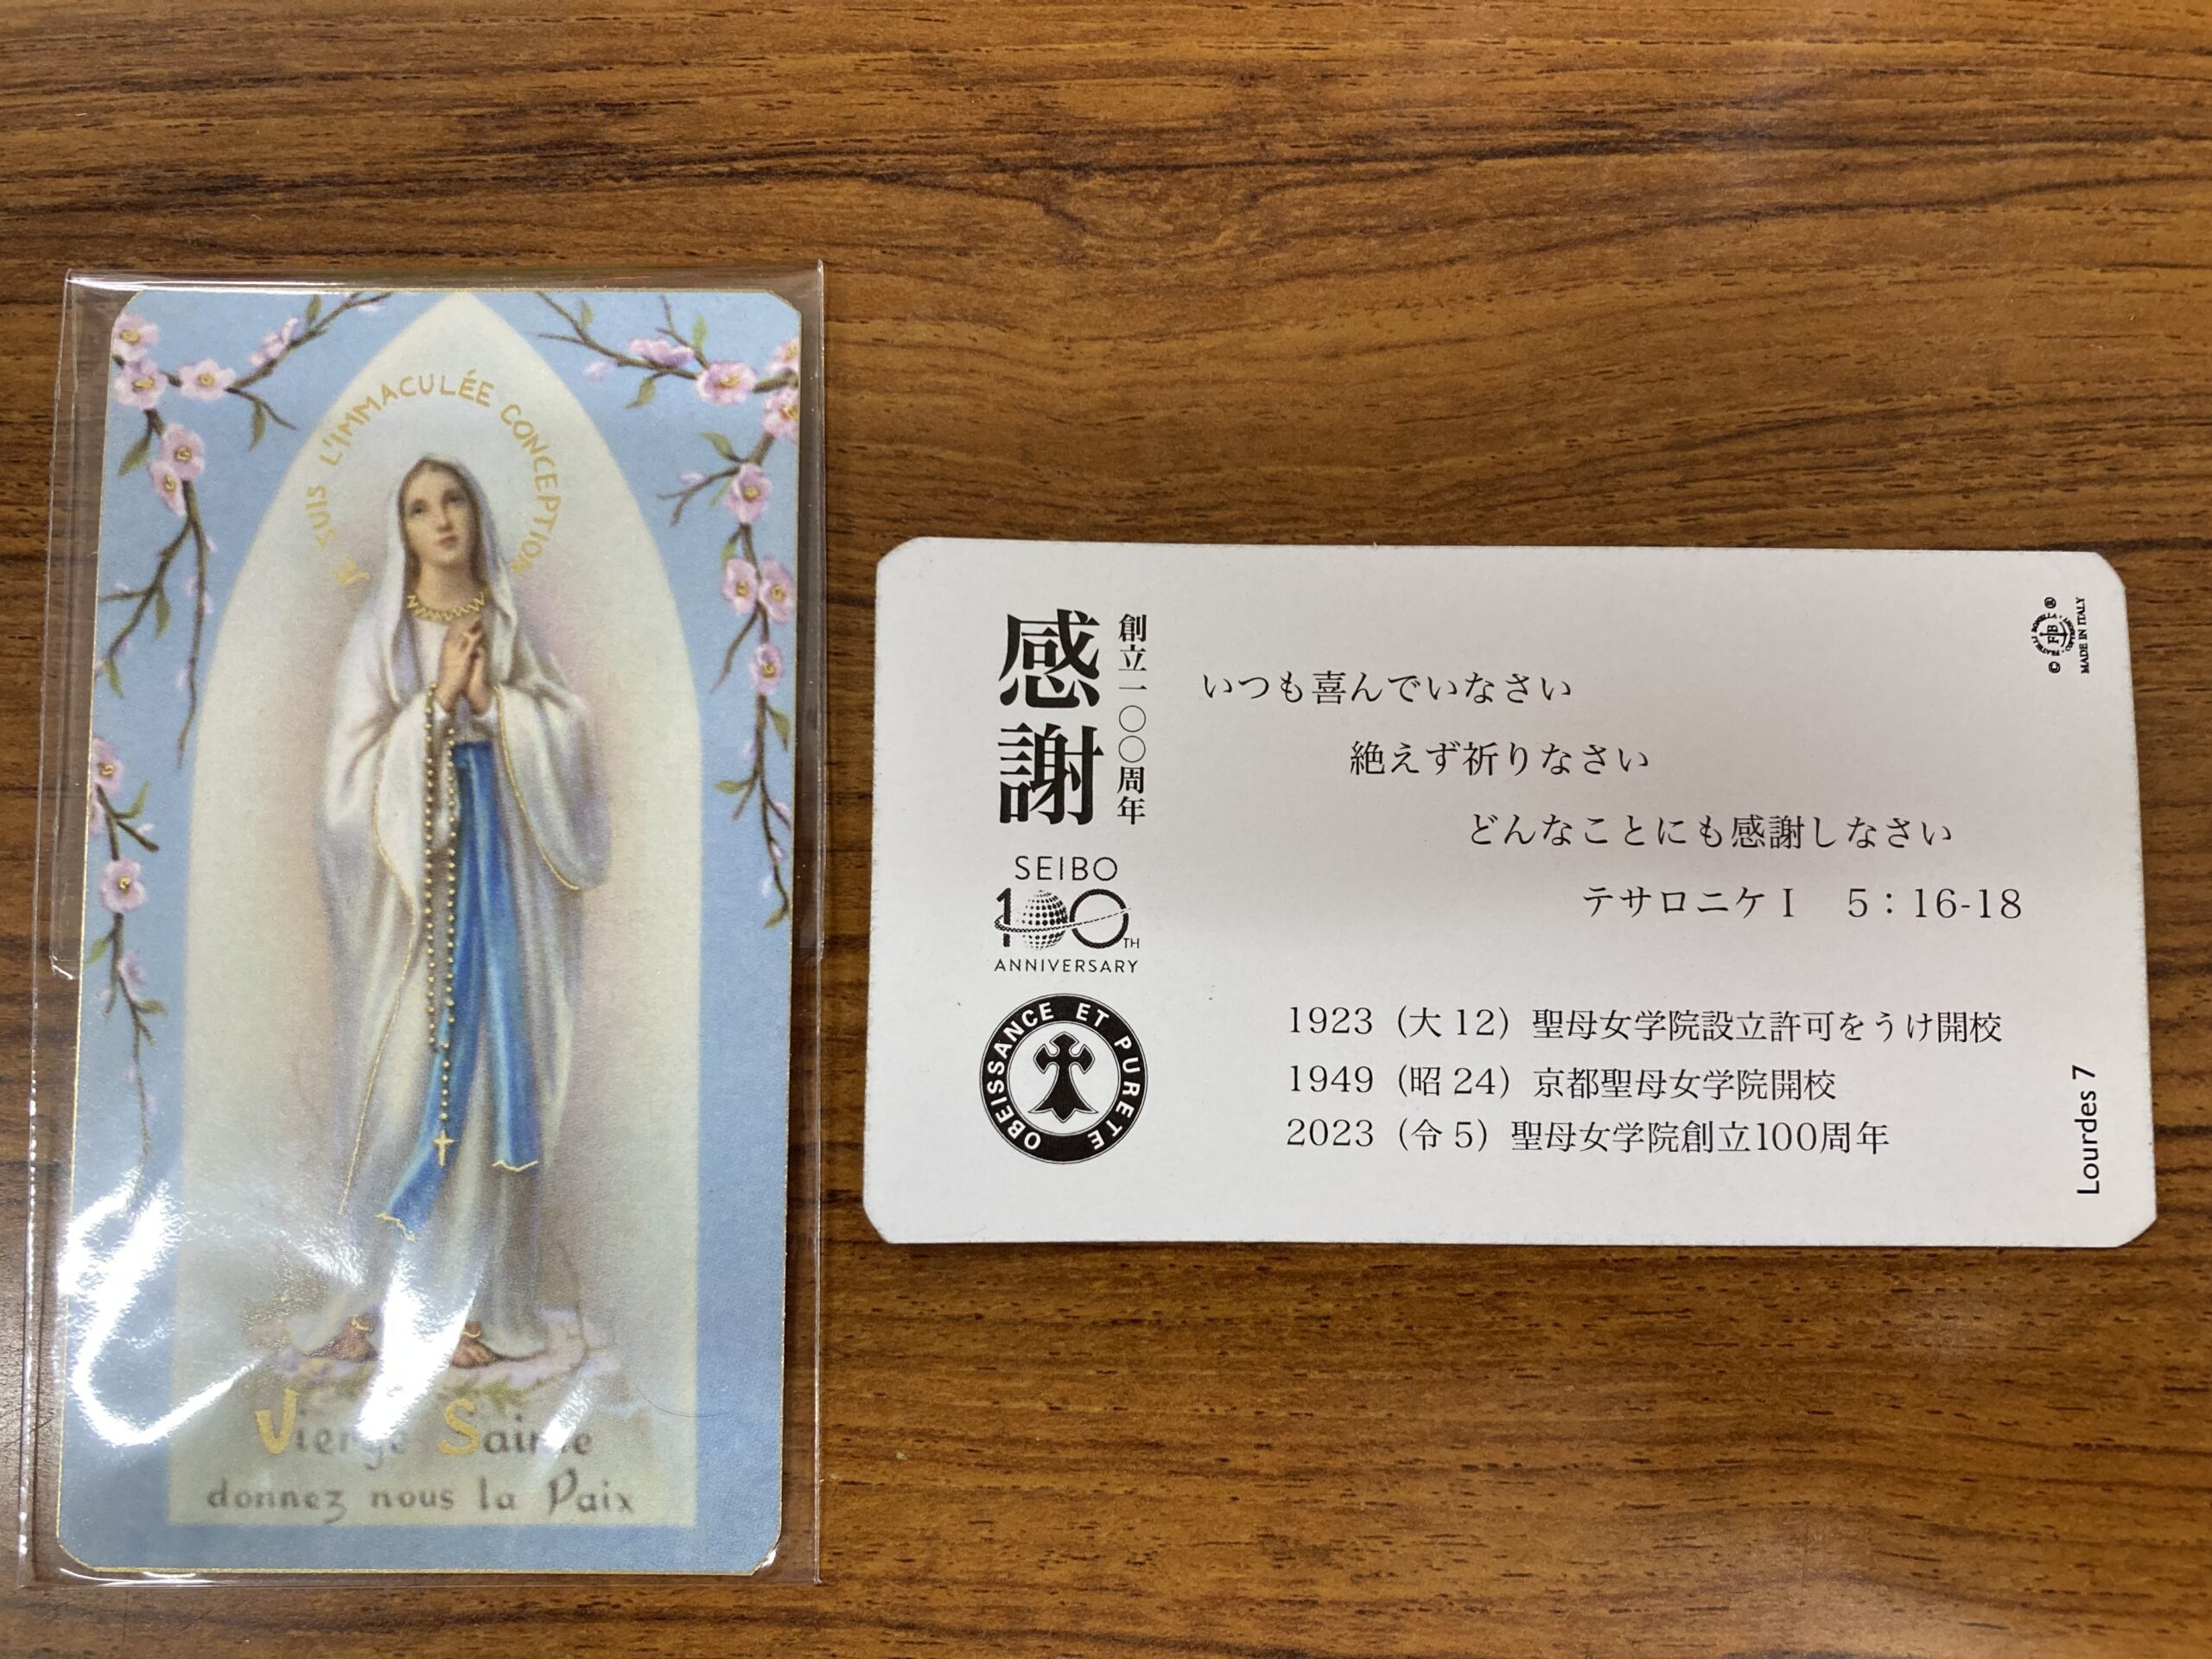 JE SUIS L'IMMACULÉE CONCEPTION
Vierge Sainte
donnez nous la Paix
感謝
創立一〇〇周年
SEIBO
100TH
ANNIVERSARY
OBEISSANCE ET PURETE
いつも喜んでいなさい
絶えず祈りなさい
どんなことにも感謝しなさい
テサロニケⅠ 5：16-18
1923（大12）聖母女学院設立許可をうけ開校
1949（昭24）京都聖母女学院開校
2023（令5）聖母女学院創立100周年
© FB ®
MADE IN ITALY
Lourdes 7